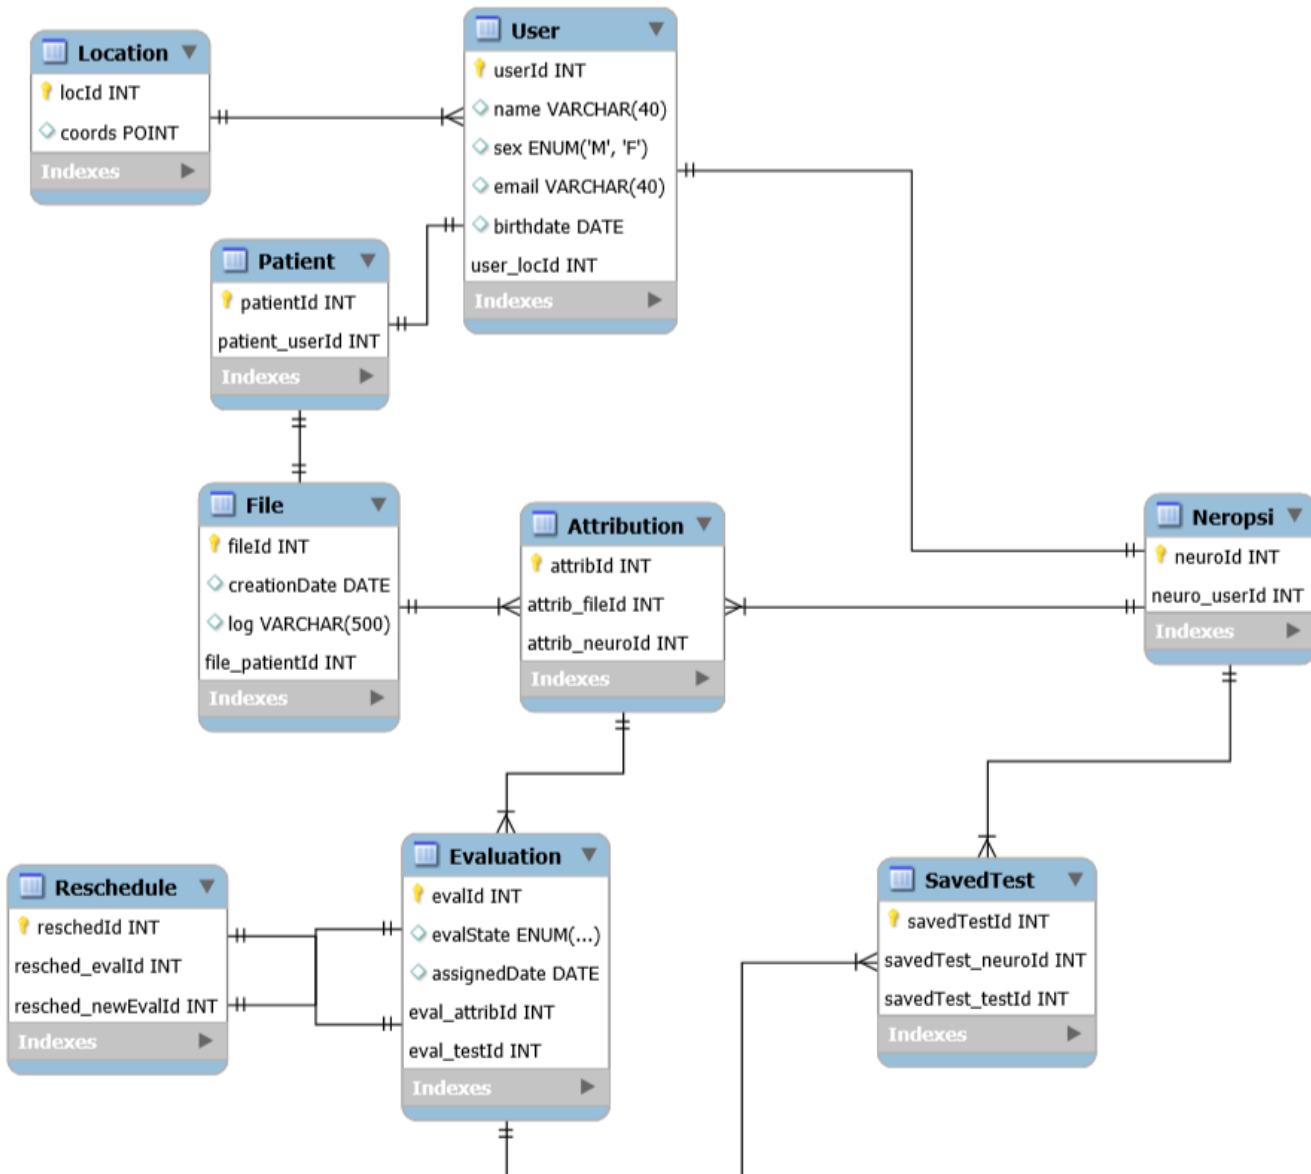 Location
locId INT
coords POINT
Indexes
User
userId INT
name VARCHAR(40)
sex ENUM('M', 'F')
email VARCHAR(40)
birthdate DATE
user_locId INT
Indexes
Patient
patientId INT
patient_userId INT
Indexes
File
fileId INT
creationDate DATE
log VARCHAR(500)
file_patientId INT
Indexes
Attribution
attribId INT
attrib_fileId INT
attrib_neuroId INT
Indexes
Neropsi
neuroId INT
neuro_userId INT
Indexes
Reschedule
reschedId INT
resched_evalId INT
resched_newEvalId INT
Indexes
Evaluation
evalId INT
evalState ENUM(...)
assignedDate DATE
eval_attribId INT
eval_testId INT
Indexes
SavedTest
savedTestId INT
savedTest_neuroId INT
savedTest_testId INT
Indexes